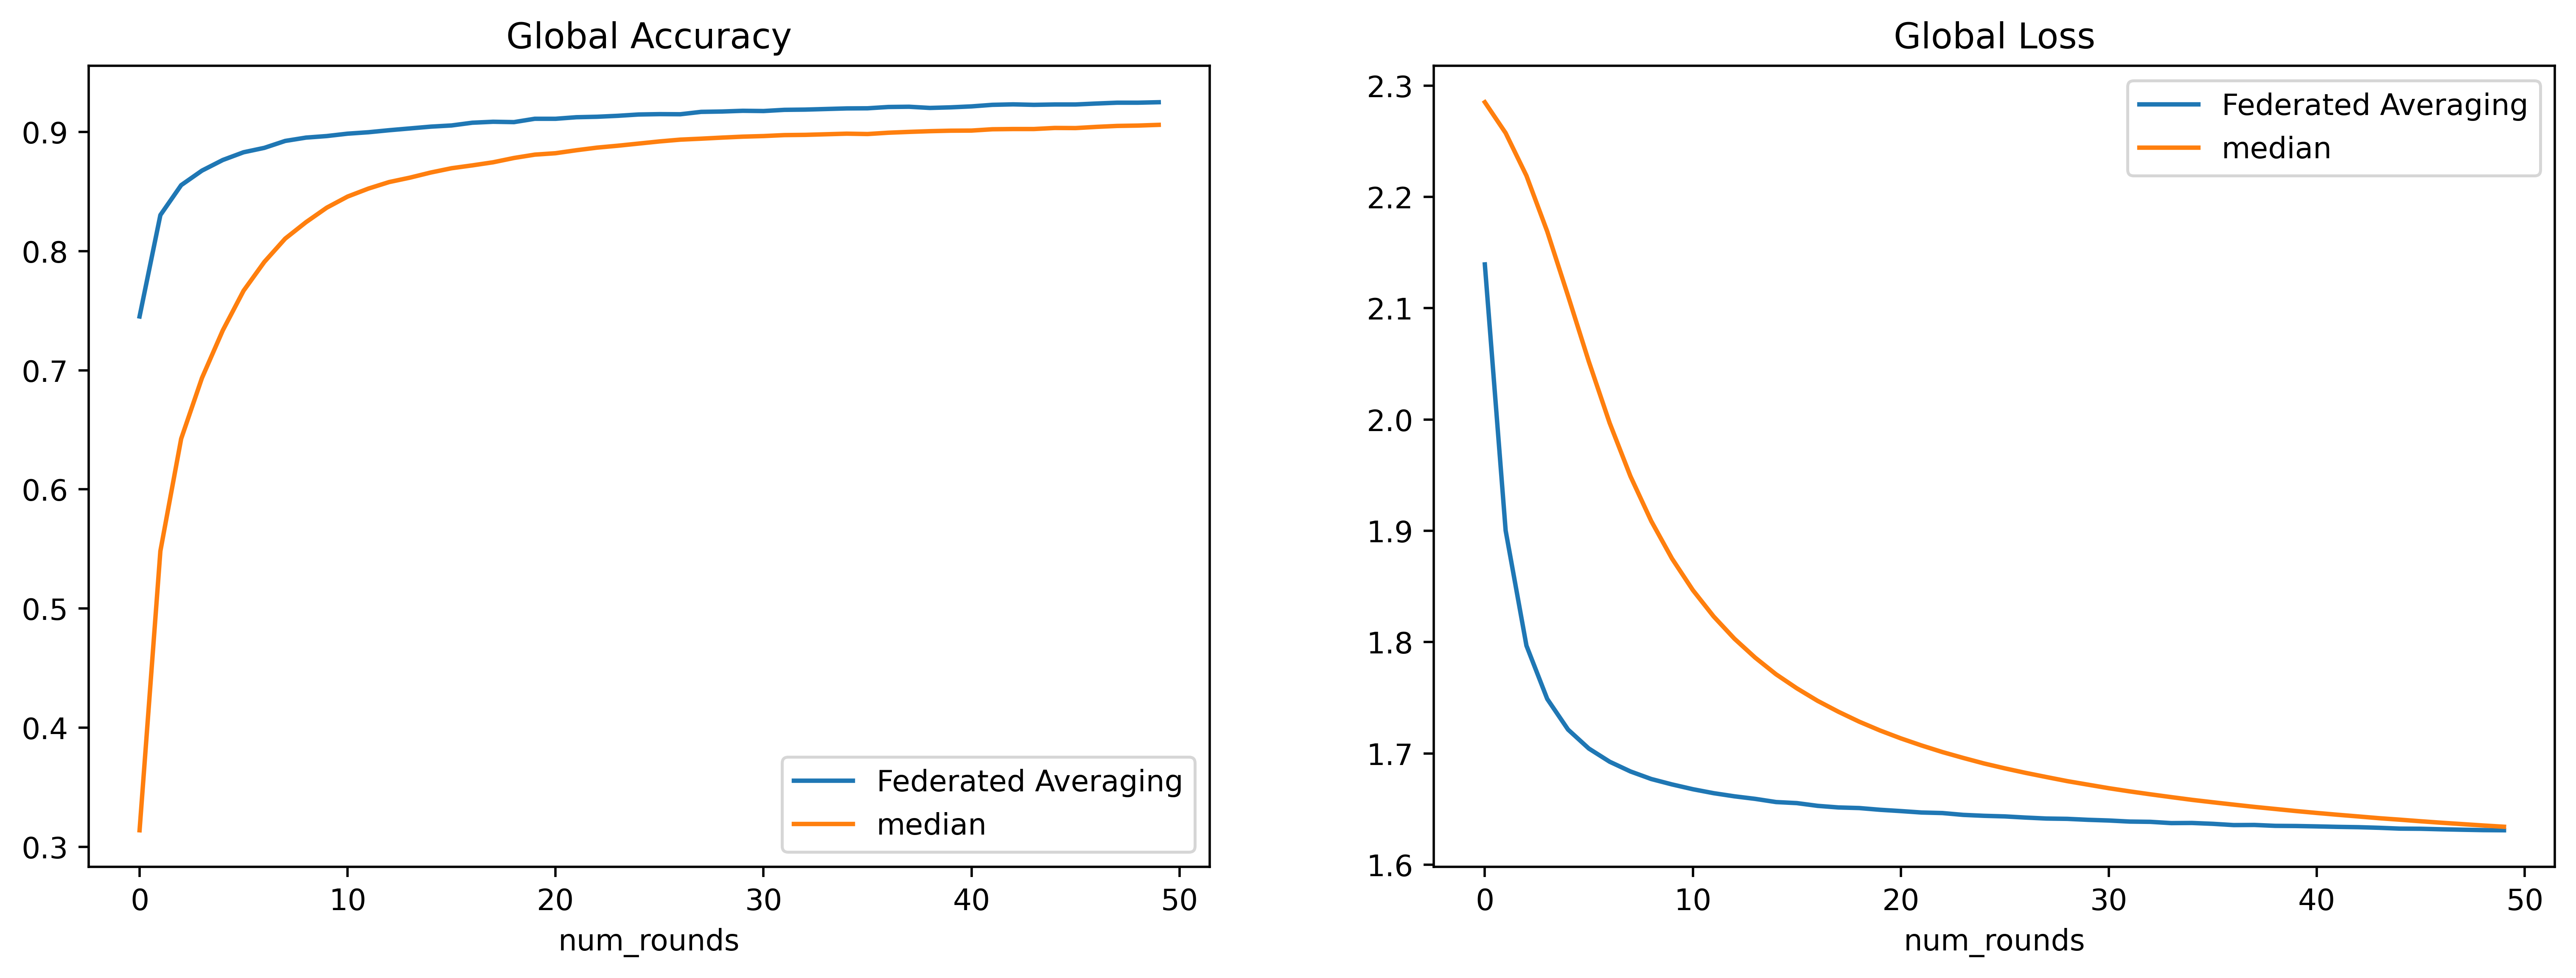 Global Accuracy
0.9
0.8
0.7
0.6
0.5
0.4
0.3
Federated Averaging
median
0 10 20 30 40 50
num_rounds
Global Loss
2.3
2.2
2.1
2.0
1.9
1.8
1.7
1.6
Federated Averaging
median
0 10 20 30 40 50
num_rounds